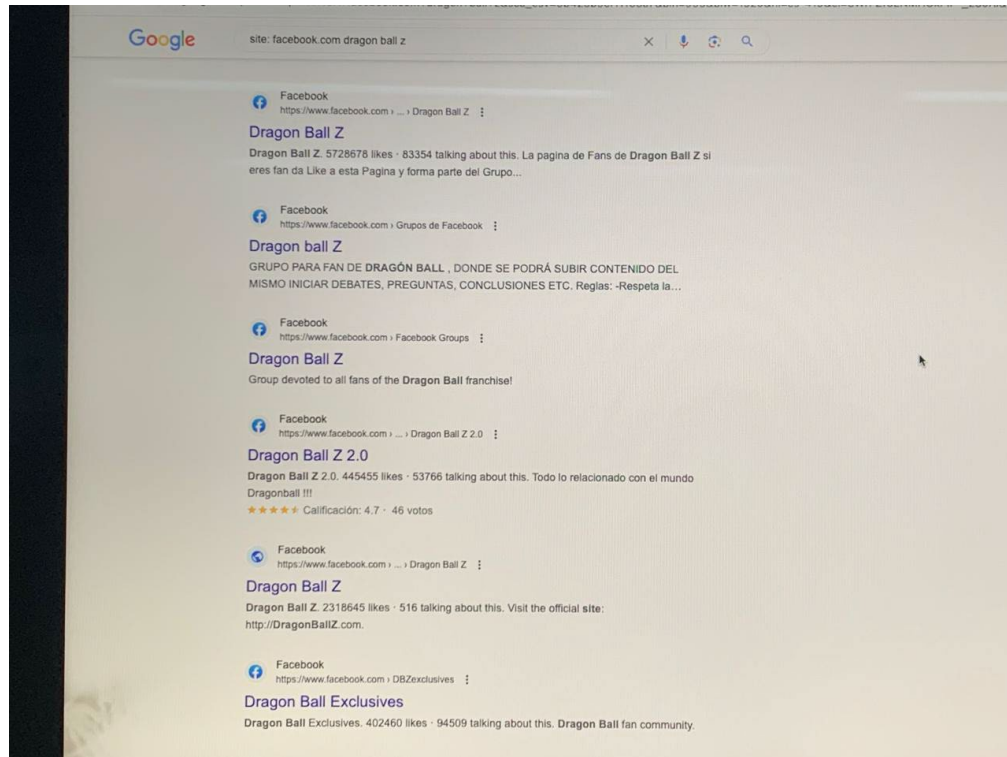 Google
site: facebook.com dragon ball z
Facebook
https://www.facebook.com › ... › Dragon Ball Z
Dragon Ball Z
Dragon Ball Z. 5728678 likes · 83354 talking about this. La pagina de Fans de Dragon Ball Z si
eres fan da Like a esta Pagina y forma parte del Grupo...
Facebook
https://www.facebook.com › Grupos de Facebook
Dragon ball Z
GRUPO PARA FAN DE DRAGÓN BALL , DONDE SE PODRÁ SUBIR CONTENIDO DEL
MISMO INICIAR DEBATES, PREGUNTAS, CONCLUSIONES ETC. Reglas: -Respeta la...
Facebook
https://www.facebook.com › Facebook Groups
Dragon Ball Z
Group devoted to all fans of the Dragon Ball franchise!
Facebook
https://www.facebook.com › ... › Dragon Ball Z 2.0
Dragon Ball Z 2.0
Dragon Ball Z 2.0. 445455 likes · 53766 talking about this. Todo lo relacionado con el mundo
Dragonball !!!
Calificación: 4.7 · 46 votos
Facebook
https://www.facebook.com › ... › Dragon Ball Z
Dragon Ball Z
Dragon Ball Z. 2318645 likes · 516 talking about this. Visit the official site:
http://DragonBallZ.com.
Facebook
https://www.facebook.com › DBZexclusives
Dragon Ball Exclusives
Dragon Ball Exclusives. 402460 likes · 94509 talking about this. Dragon Ball fan community.